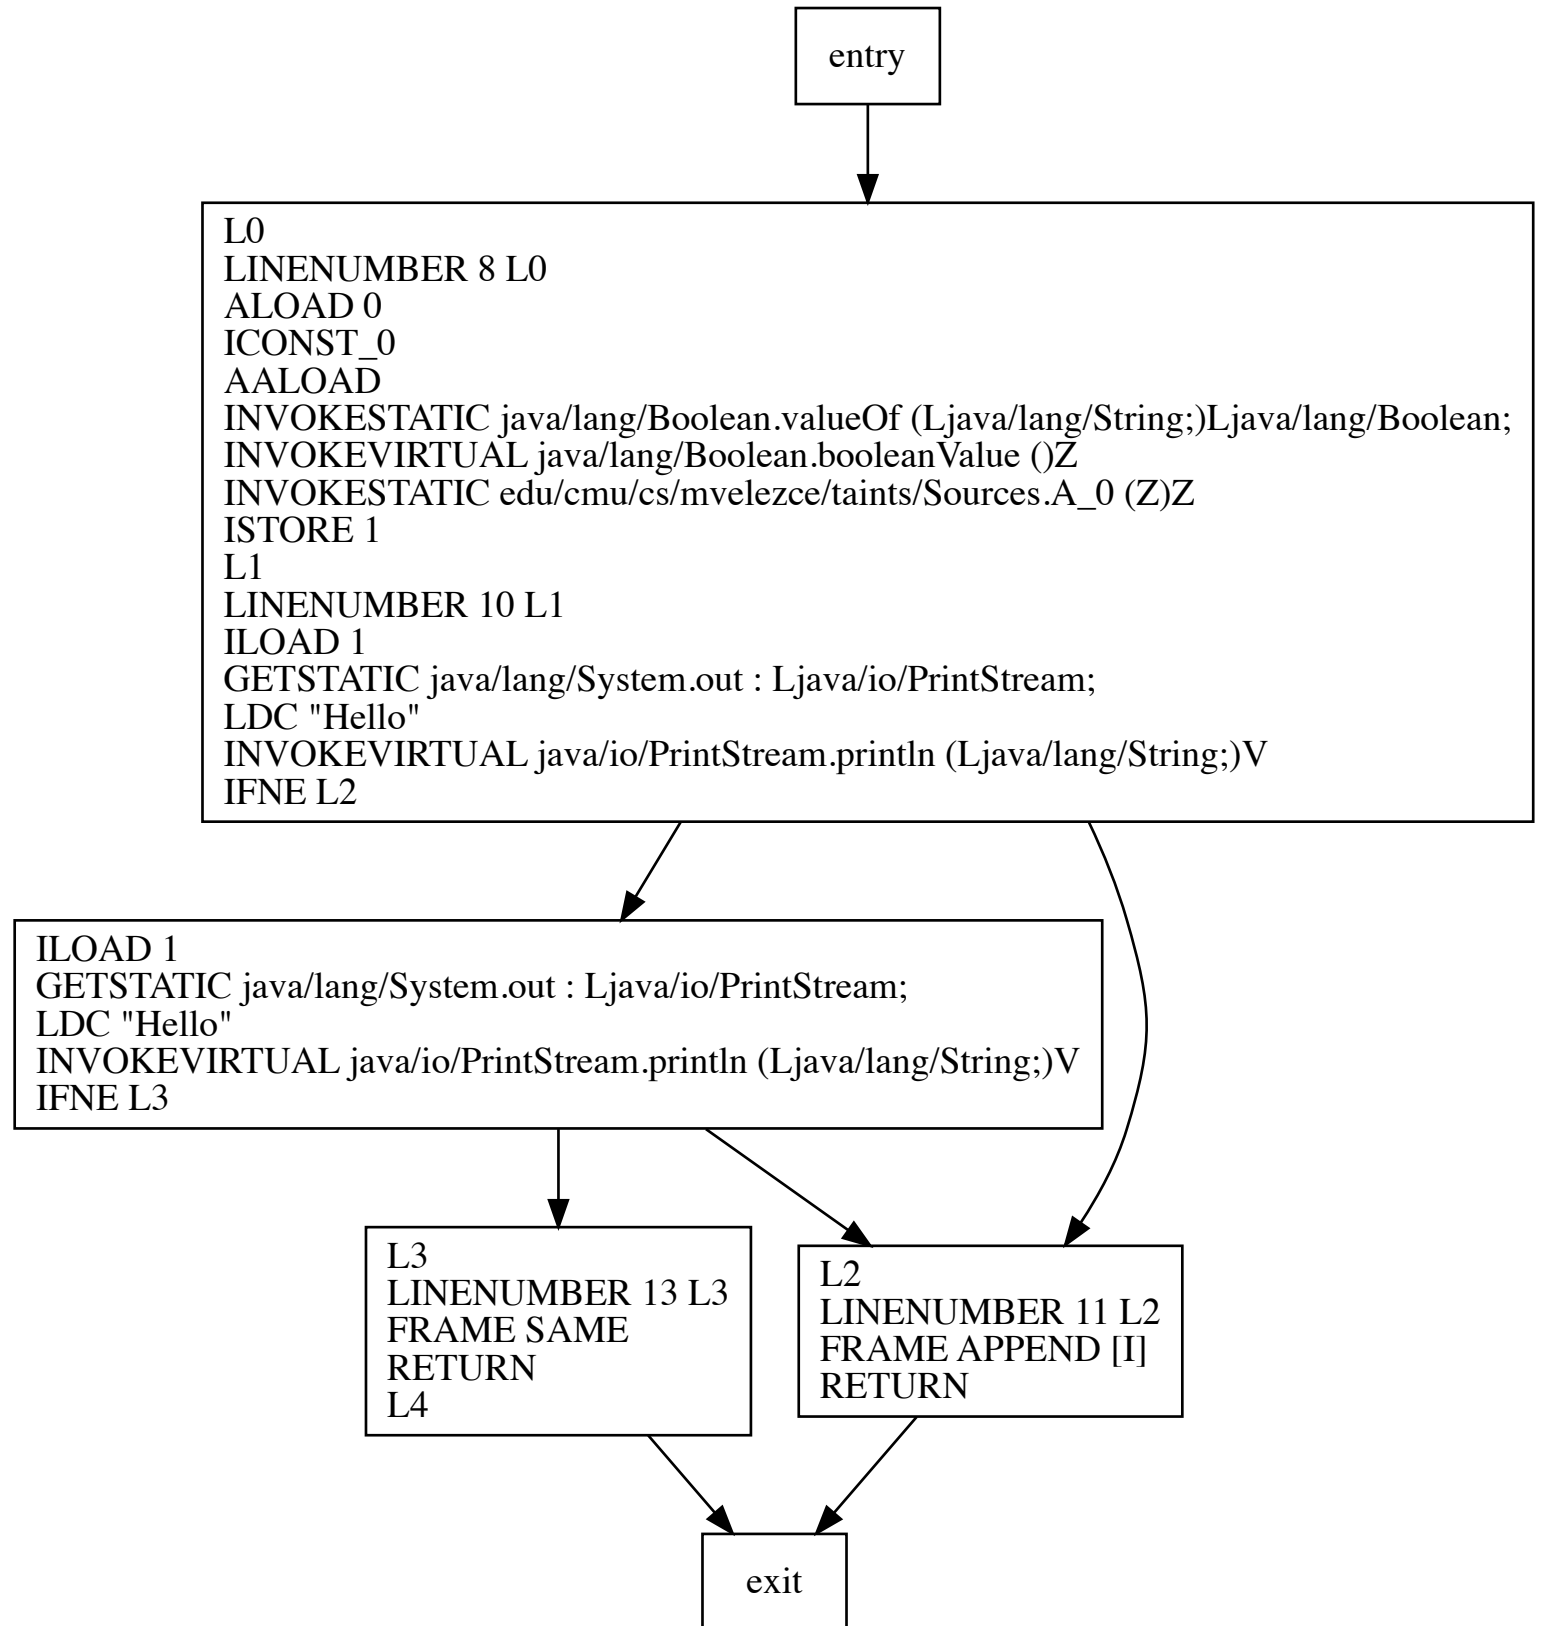 entry
L0
LINENUMBER 8 L0
ALOAD 0
ICONST_0
AALOAD
INVOKESTATIC java/lang/Boolean.valueOf (Ljava/lang/String;)Ljava/lang/Boolean;
INVOKEVIRTUAL java/lang/Boolean.booleanValue ()Z
INVOKESTATIC edu/cmu/cs/mvelezce/taints/Sources.A_0 (Z)Z
ISTORE 1
L1
LINENUMBER 10 L1
ILOAD 1
GETSTATIC java/lang/System.out : Ljava/io/PrintStream;
LDC "Hello"
INVOKEVIRTUAL java/io/PrintStream.println (Ljava/lang/String;)V
IFNE L2
ILOAD 1
GETSTATIC java/lang/System.out : Ljava/io/PrintStream;
LDC "Hello"
INVOKEVIRTUAL java/io/PrintStream.println (Ljava/lang/String;)V
IFNE L3
L3
LINENUMBER 13 L3
FRAME SAME
RETURN
L4
L2
LINENUMBER 11 L2
FRAME APPEND [I]
RETURN
exit